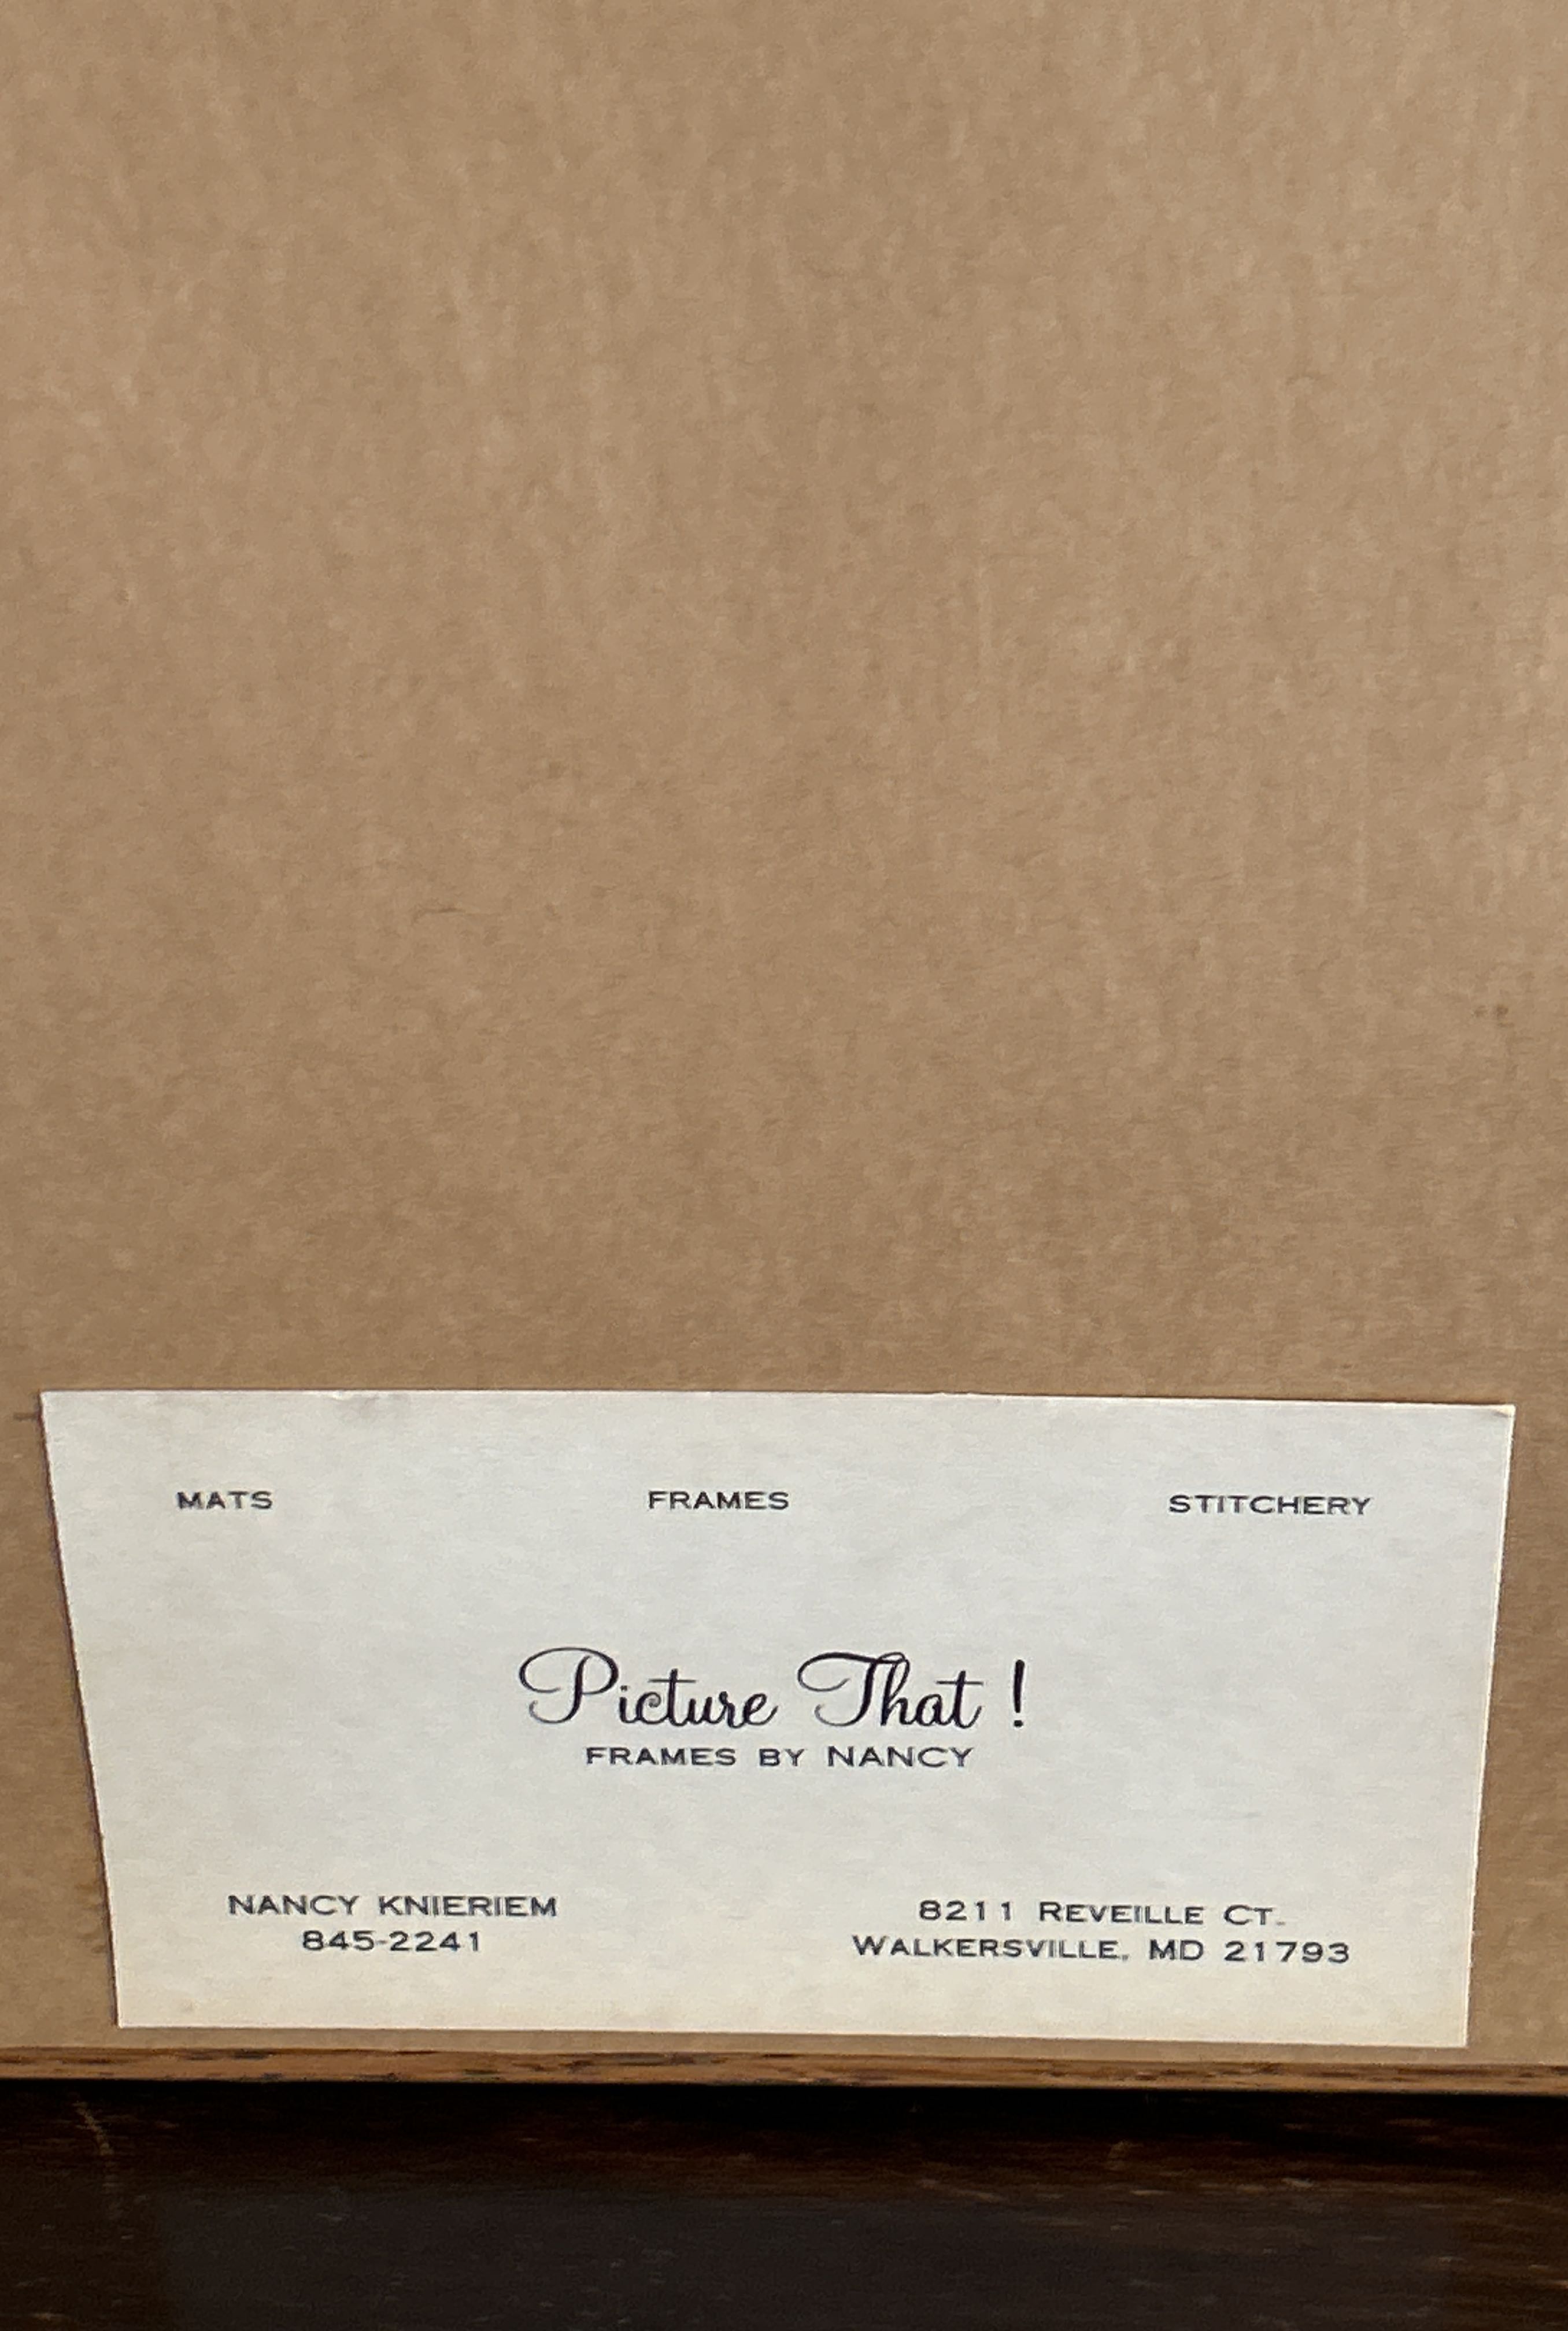 MATS FRAMES STITCHERY
Picture That !
FRAMES BY NANCY
NANCY KNIERIEM
845-2241
8211 REVEILLE CT.
WALKERSVILLE, MD 21793